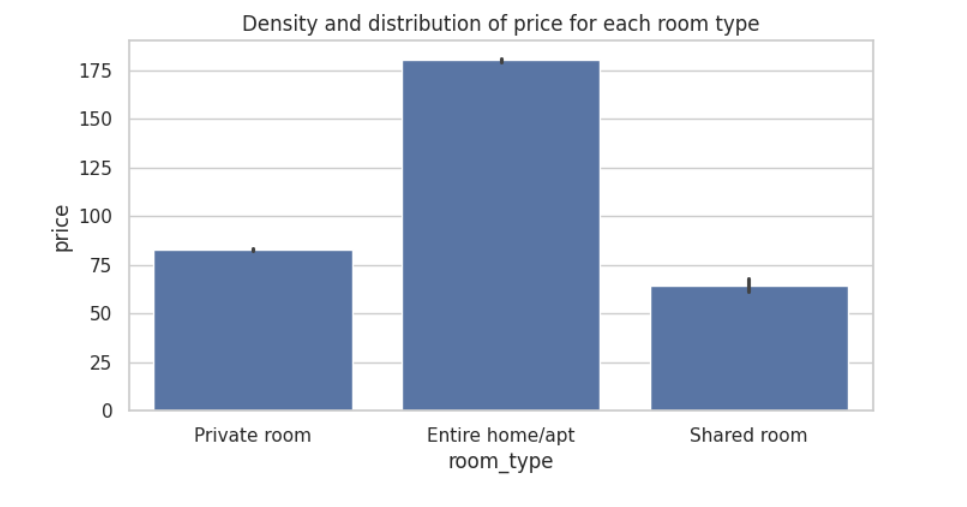 Density and distribution of price for each room type
175
150
125
100
75
50
25
0
price
Private room
Entire home/apt
Shared room
room_type